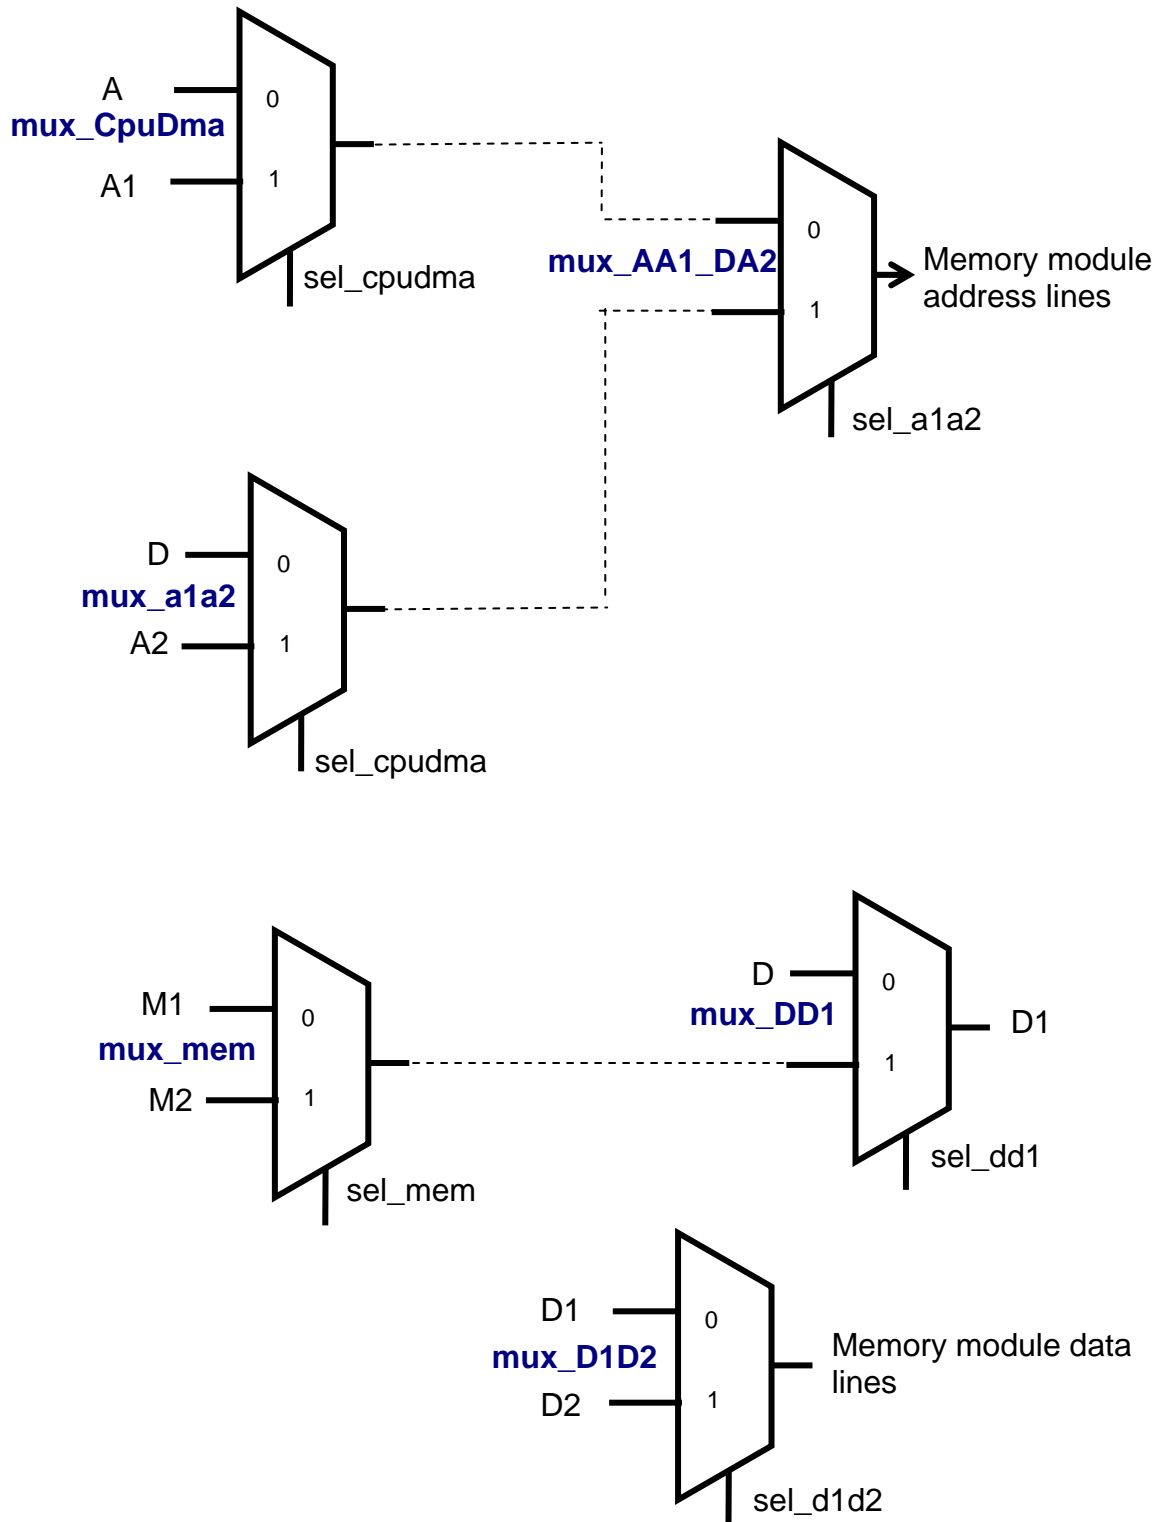 A
0
mux_CpuDma
A1
1
sel_cpudma
0
mux_AA1_DA2
1
Memory module
address lines
sel_a1a2
D
0
mux_a1a2
A2
1
sel_cpudma
M1
0
mux_mem
M2
1
sel_mem
D
0
mux_DD1
1
D1
sel_dd1
D1
0
mux_D1D2
D2
1
Memory module data
lines
sel_d1d2